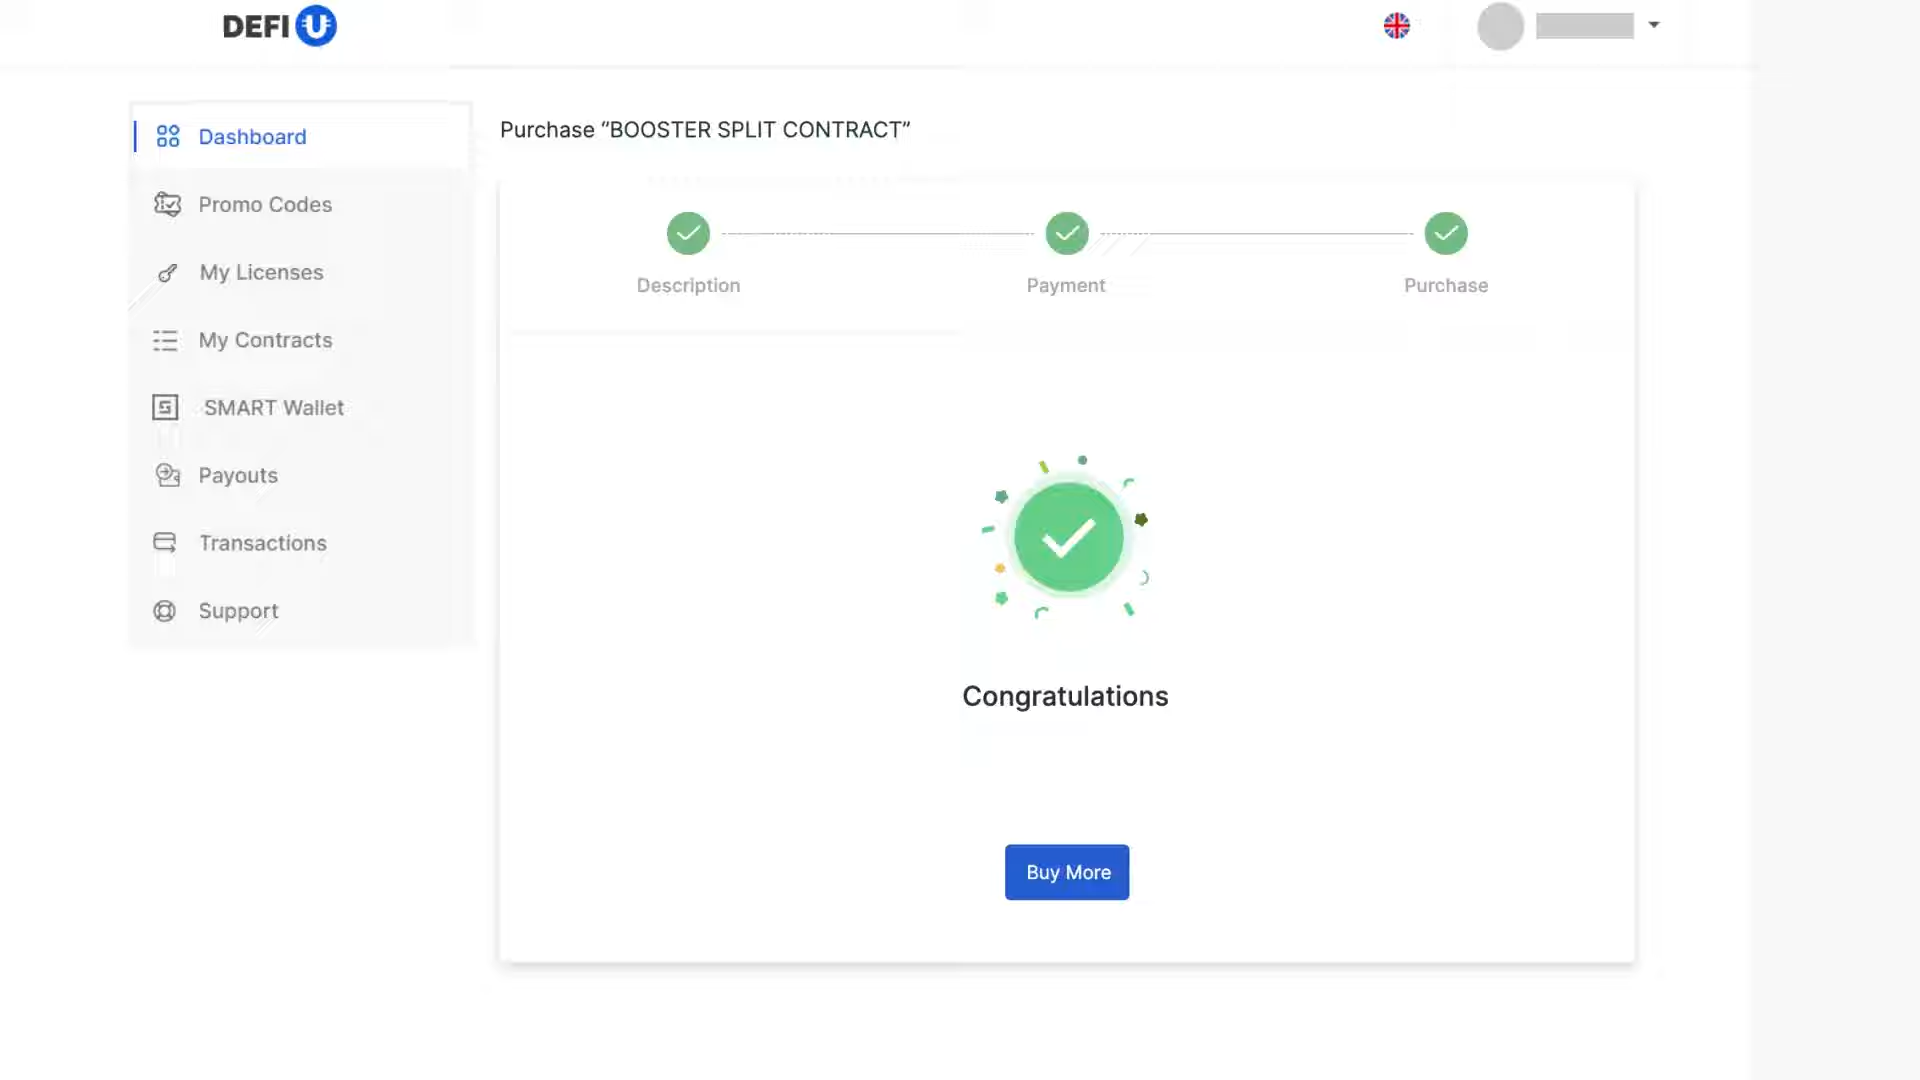 DEFI U
Dashboard
Promo Codes
My Licenses
My Contracts
SMART Wallet
Payouts
Transactions
Support
Purchase “BOOSTER SPLIT CONTRACT”
Description
Payment
Purchase
Congratulations
Buy More